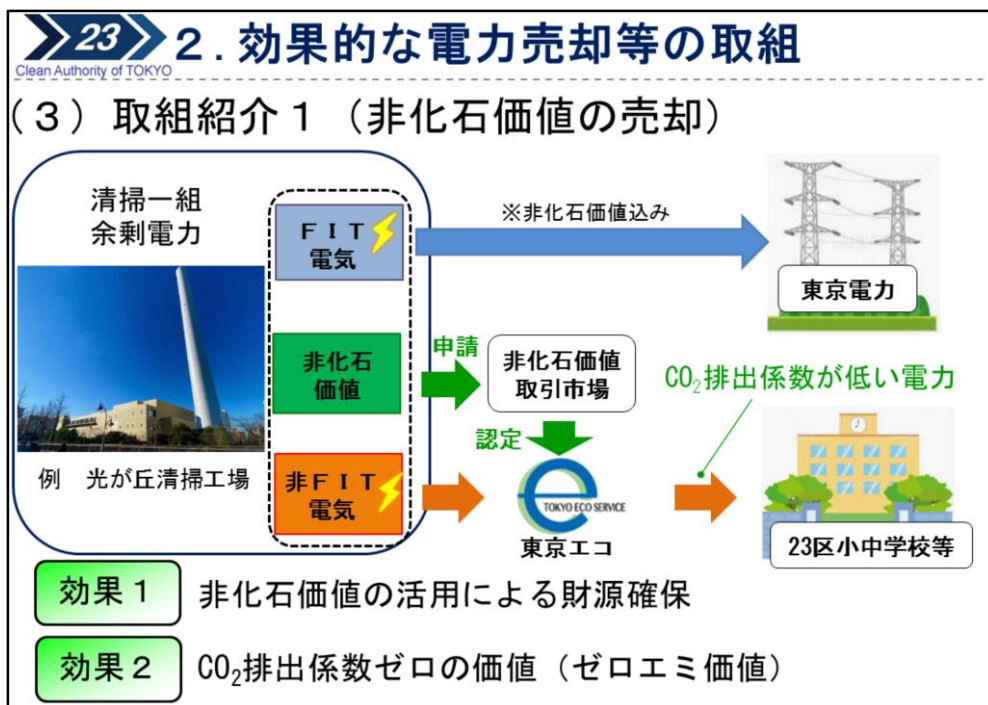 23
Clean Authority of TOKYO
２．効果的な電力売却等の取組
（３）取組紹介１（非化石価値の売却）
清掃一組
余剰電力
例　光が丘清掃工場
ＦＩＴ
電気
※非化石価値込み
東京電力
非化石
価値
申請
非化石価値
取引市場
認定
CO₂排出係数が低い電力
非ＦＩＴ
電気
e
TOKYO ECO SERVICE
東京エコ
23区小中学校等
効果１
非化石価値の活用による財源確保
効果２
CO₂排出係数ゼロの価値（ゼロエミ価値）